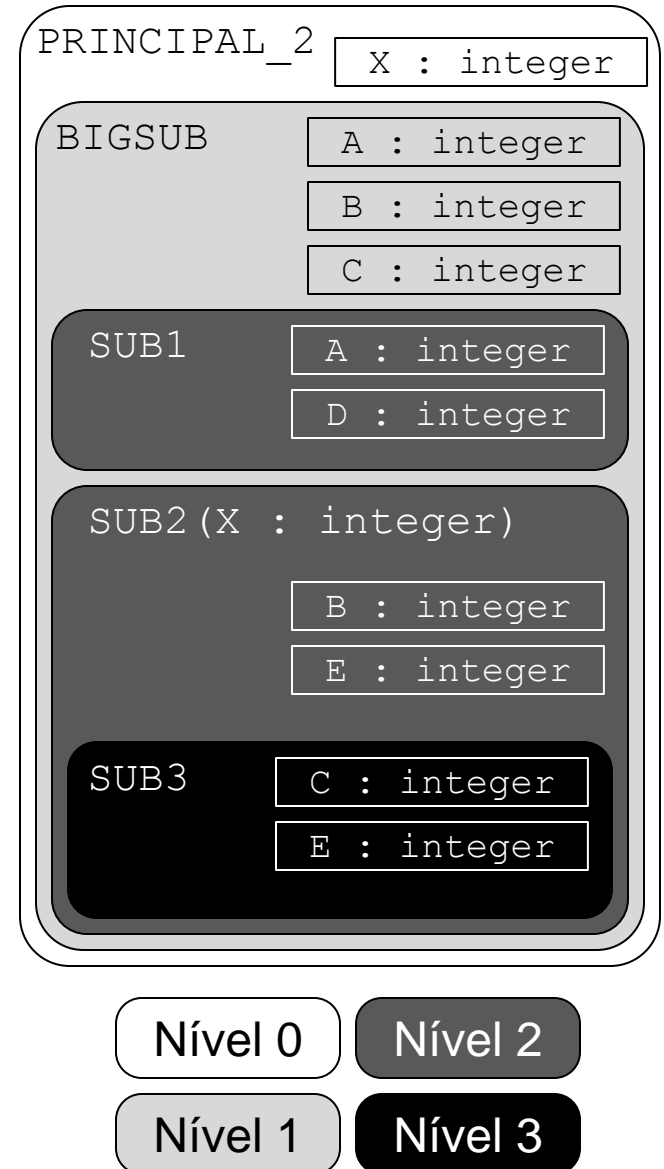 PRINCIPAL_2
X : integer
BIGSUB
A : integer
B : integer
C : integer
SUB1
A : integer
D : integer
SUB2(X : integer)
B : integer
E : integer
SUB3
C : integer
E : integer
Nível 0
Nível 2
Nível 1
Nível 3